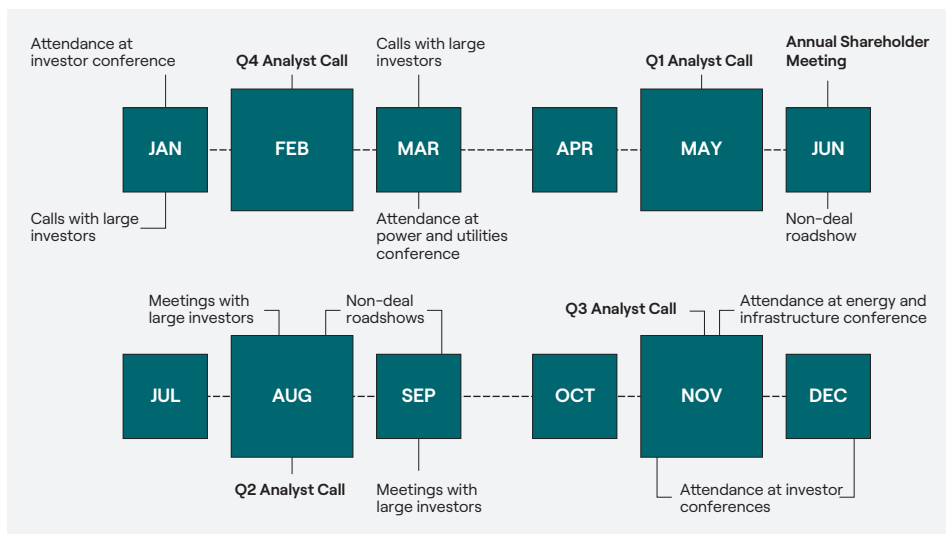 Attendance at
investor conference
Q4 Analyst Call
Calls with large
investors
Q1 Analyst Call
Annual Shareholder
Meeting
JAN
FEB
MAR
APR
MAY
JUN
Calls with large
investors
Attendance at
power and utilities
conference
Non-deal
roadshow
Meetings with
large investors
Non-deal
roadshows
Q3 Analyst Call
Attendance at energy and
infrastructure conference
JUL
AUG
SEP
OCT
NOV
DEC
Q2 Analyst Call
Meetings with
large investors
Attendance at investor
conferences